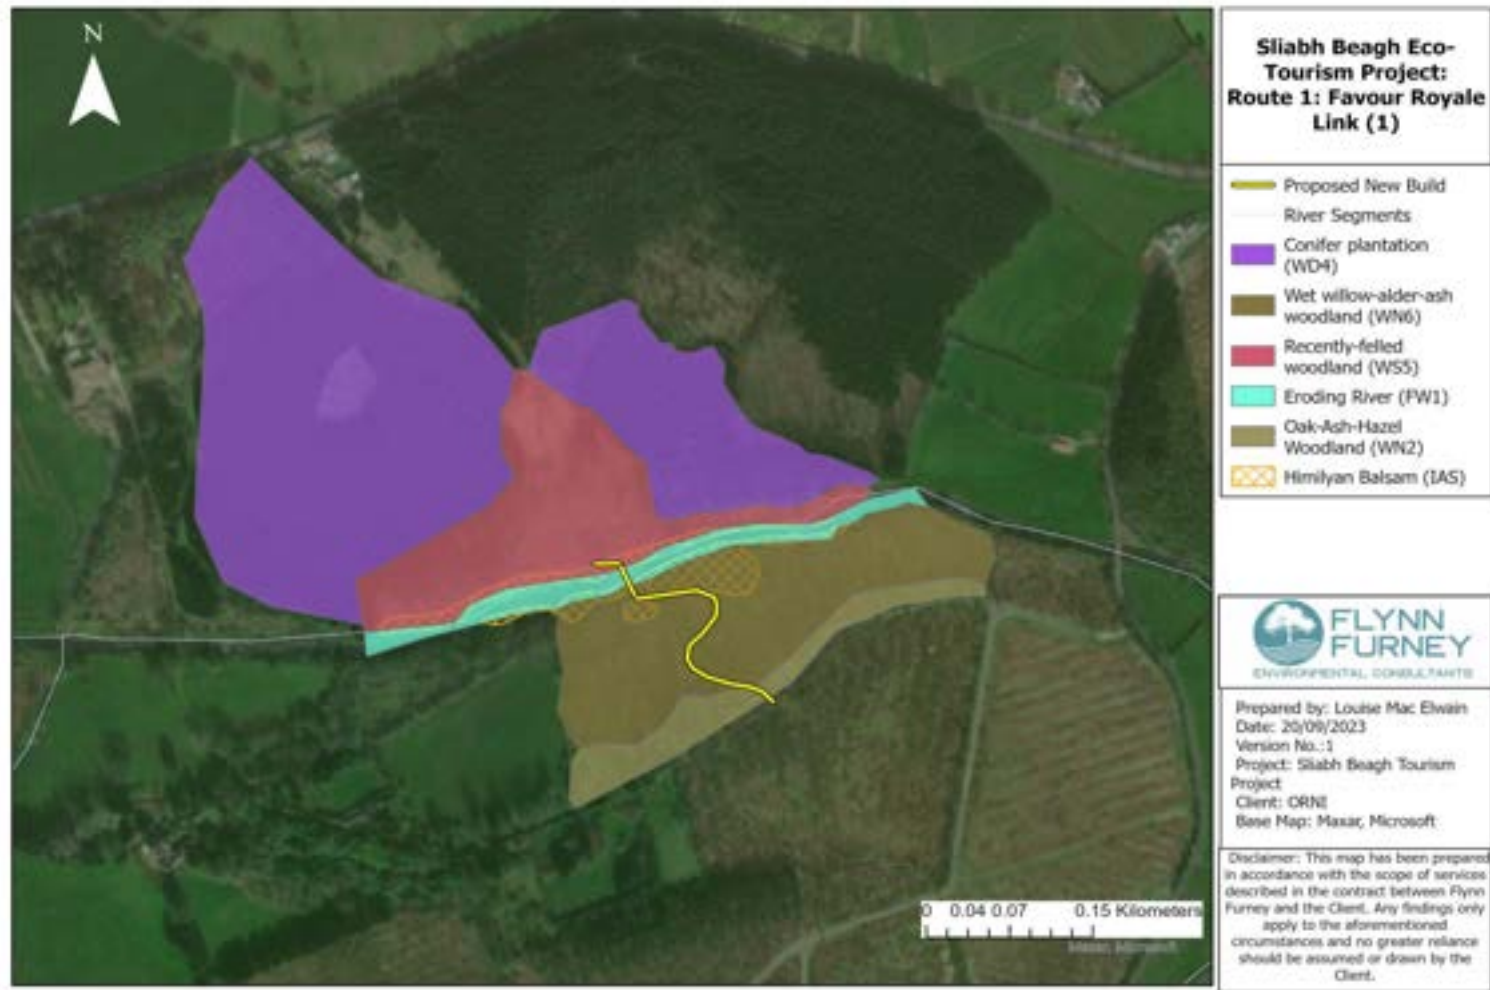 N
Sliabh Beagh Eco-
Tourism Project:
Route 1: Favour Royale
Link (1)
Proposed New Build
River Segments
Conifer plantation
(WD4)
Wet willow-alder-ash
woodland (WN6)
Recently-felled
woodland (WS5)
Eroding River (FW1)
Oak-Ash-Hazel
Woodland (WN2)
Himilyan Balsam (IAS)
FLYNN
FURNEY
ENVIRONMENTAL CONSULTANTS
Prepared by: Louise Mac Elwain
Date: 20/09/2023
Version No.:1
Project: Sliabh Beagh Tourism
Project
Client: ORNI
Base Map: Maxar, Microsoft
Disclaimer: This map has been prepared
in accordance with the scope of services
described in the contract between Flynn
Furney and the Client. Any findings only
apply to the aforementioned
circumstances and no greater reliance
should be assumed or drawn by the
Client.
0 0.04 0.07 0.15 Kilometers
Maxar, Microsoft